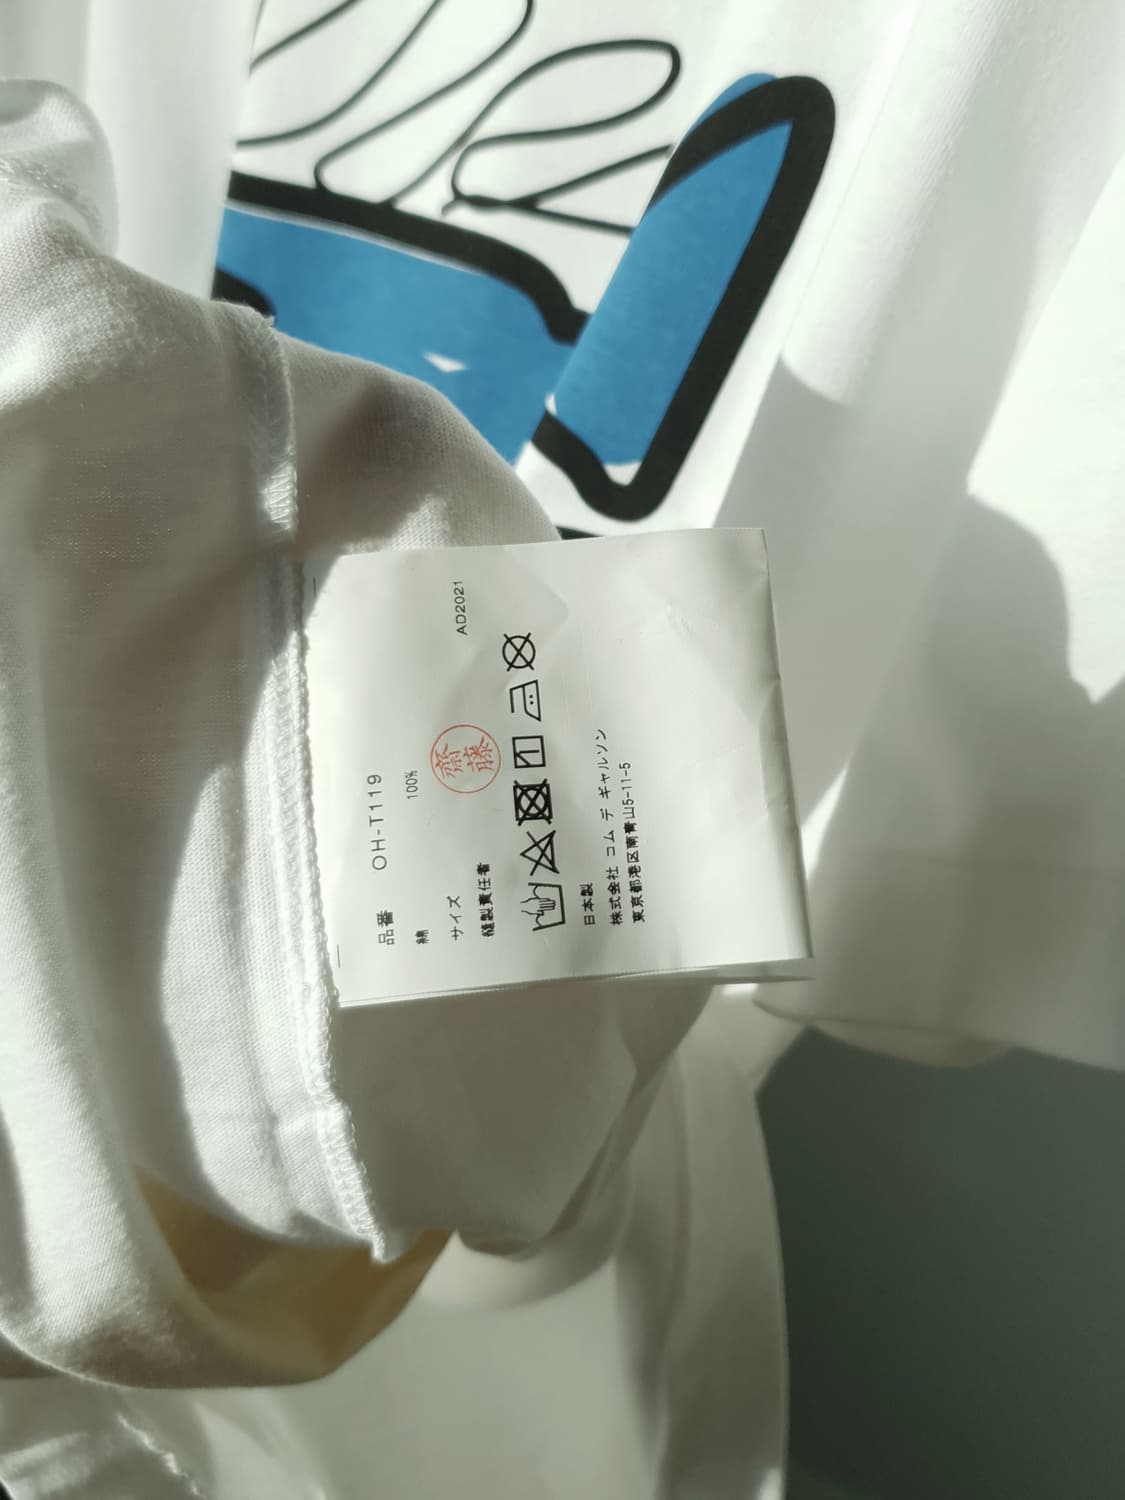 品番 OH-T119
綿 100%
サイズ AD2021
縫製責任者 齋藤
日本製
株式会社 コム デ ギャルソン
東京都港区南青山5-11-5